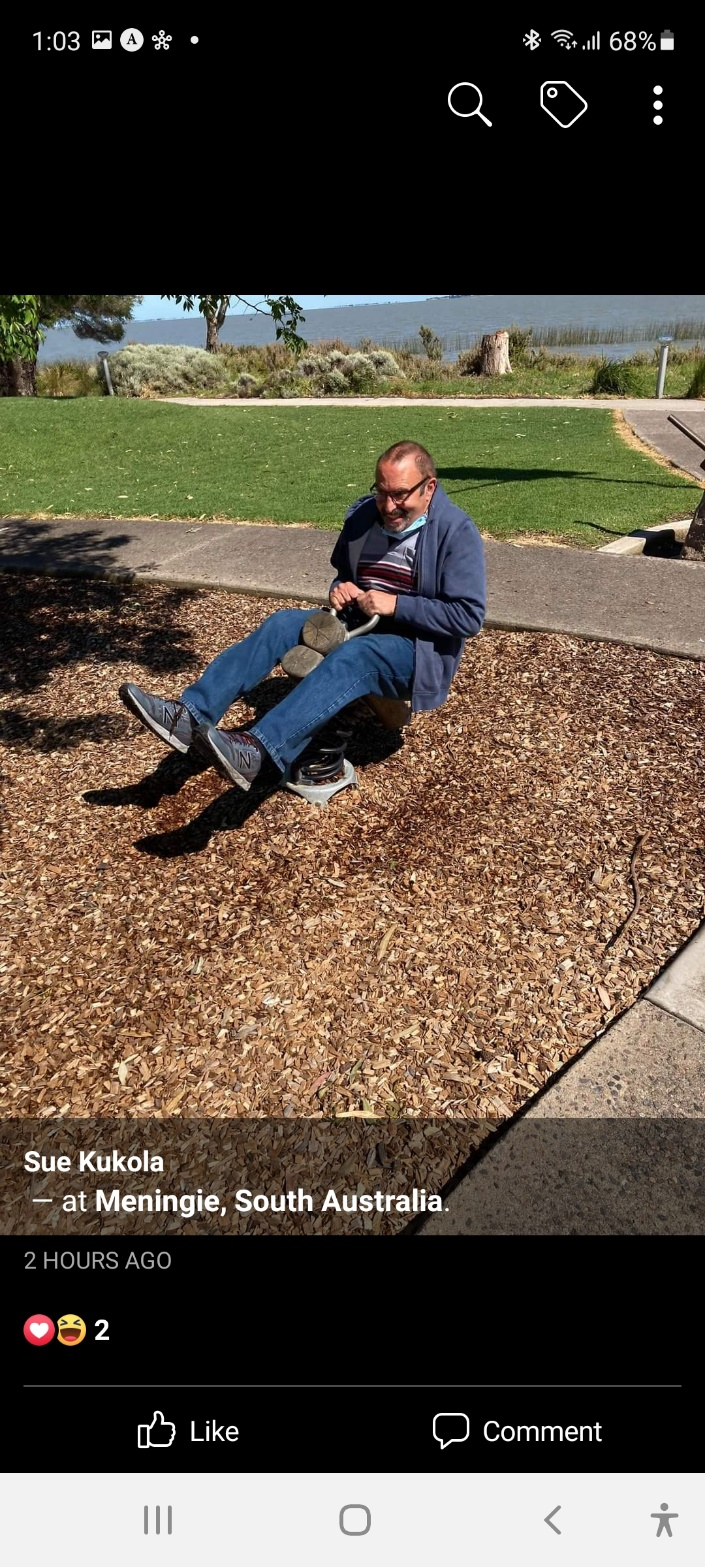 1:03
68%
Sue Kukola
— at Meningie, South Australia.
2 HOURS AGO
2
Like
Comment